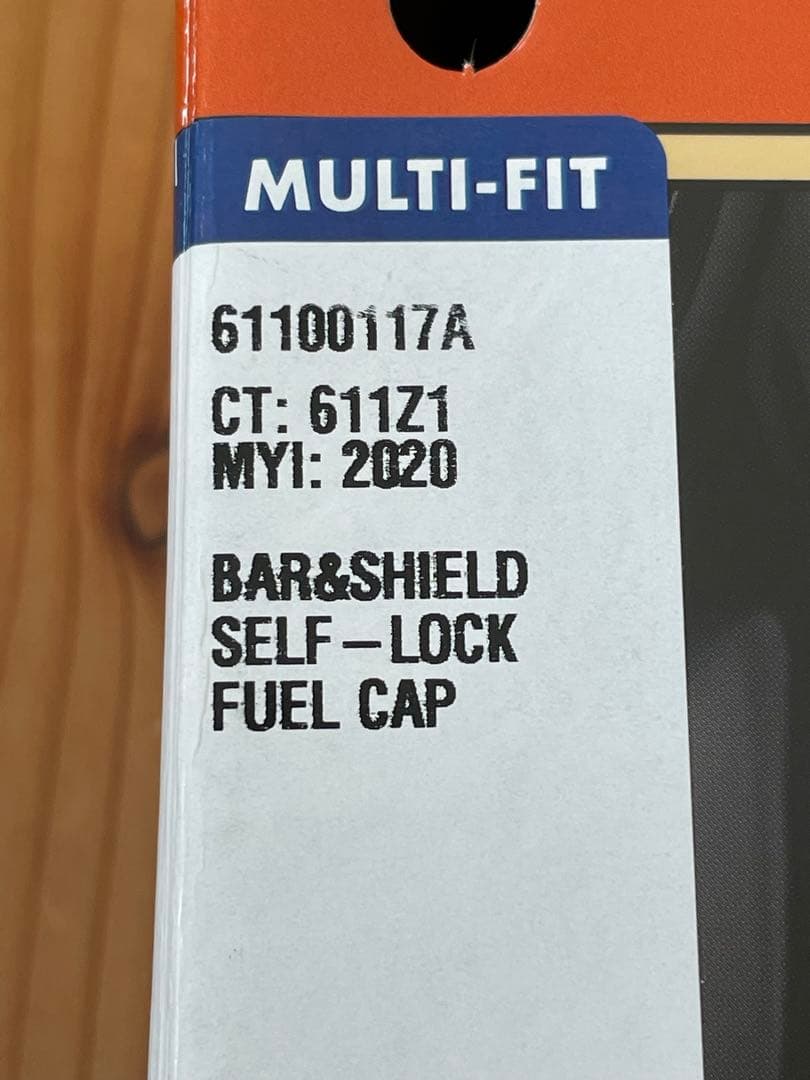 MULTI-FIT
61100117A
CT: 611Z1
MYI: 2020
BAR&SHIELD
SELF-LOCK
FUEL CAP